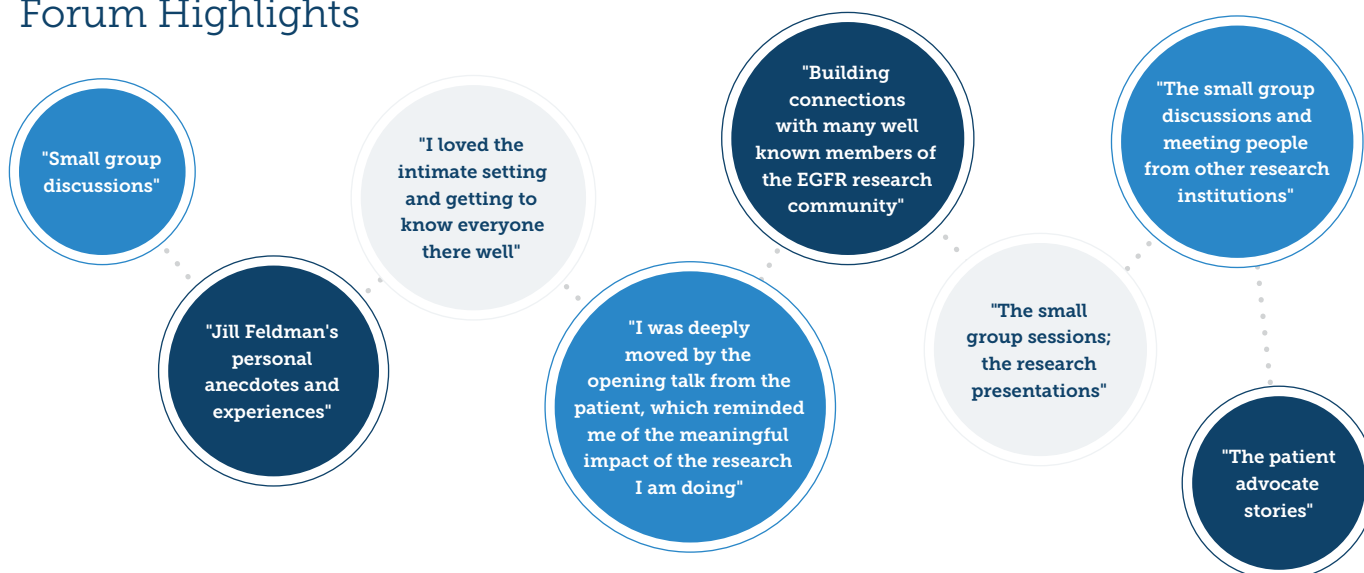 Forum Highlights
"Small group
discussions"
"Jill Feldman's
personal
anecdotes and
experiences"
"I loved the
intimate setting
and getting to
know everyone
there well"
"I was deeply
moved by the
opening talk from the
patient, which reminded
me of the meaningful
impact of the research
I am doing"
"Building
connections
with many well
known members of
the EGFR research
community"
"The small
group sessions;
the research
presentations"
"The small group
discussions and
meeting people
from other research
institutions"
"The patient
advocate
stories"